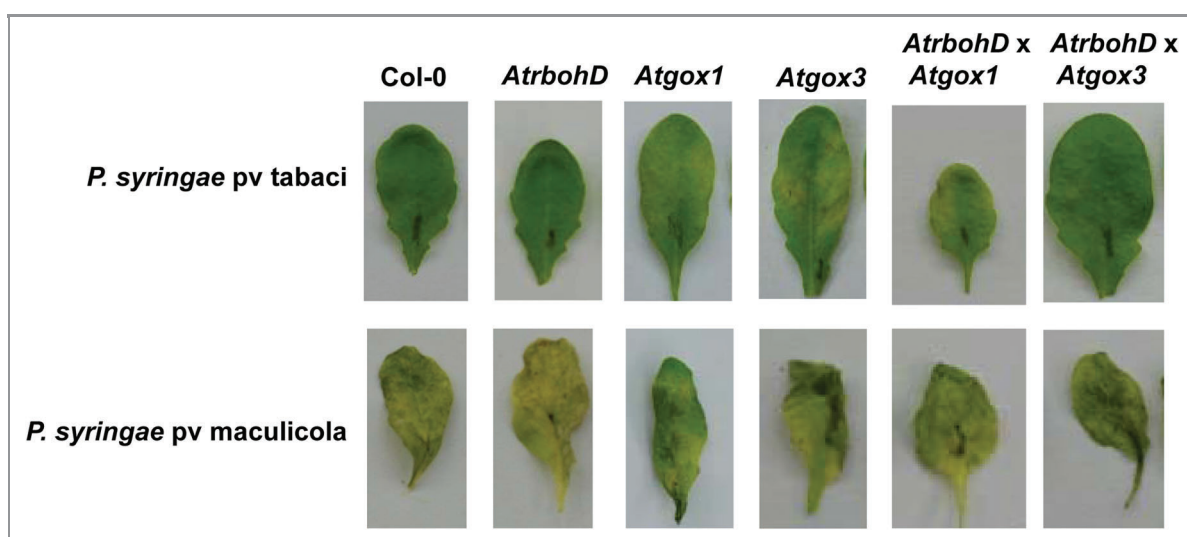 Col-0
AtrbohD
Atgox1
Atgox3
AtrbohD x
Atgox1
AtrbohD x
Atgox3
P. syringae pv tabaci
P. syringae pv maculicola